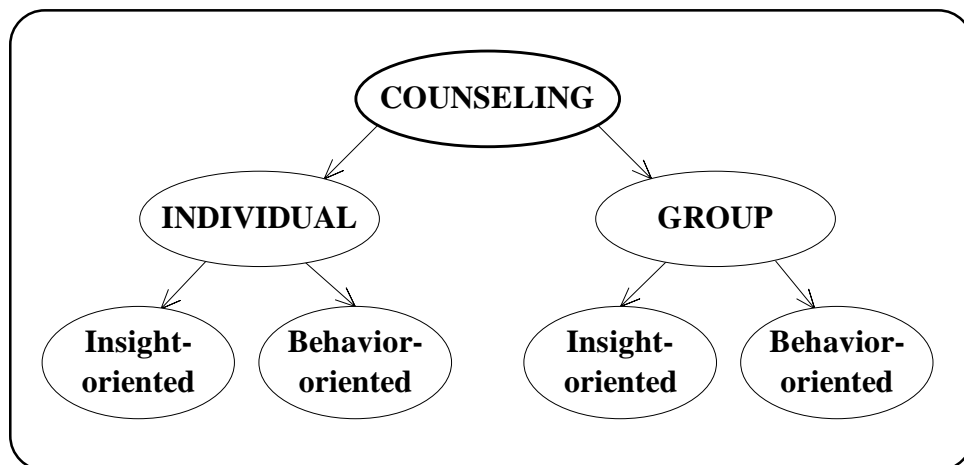 COUNSELING
INDIVIDUAL
GROUP
Insight-
oriented
Behavior-
oriented
Insight-
oriented
Behavior-
oriented